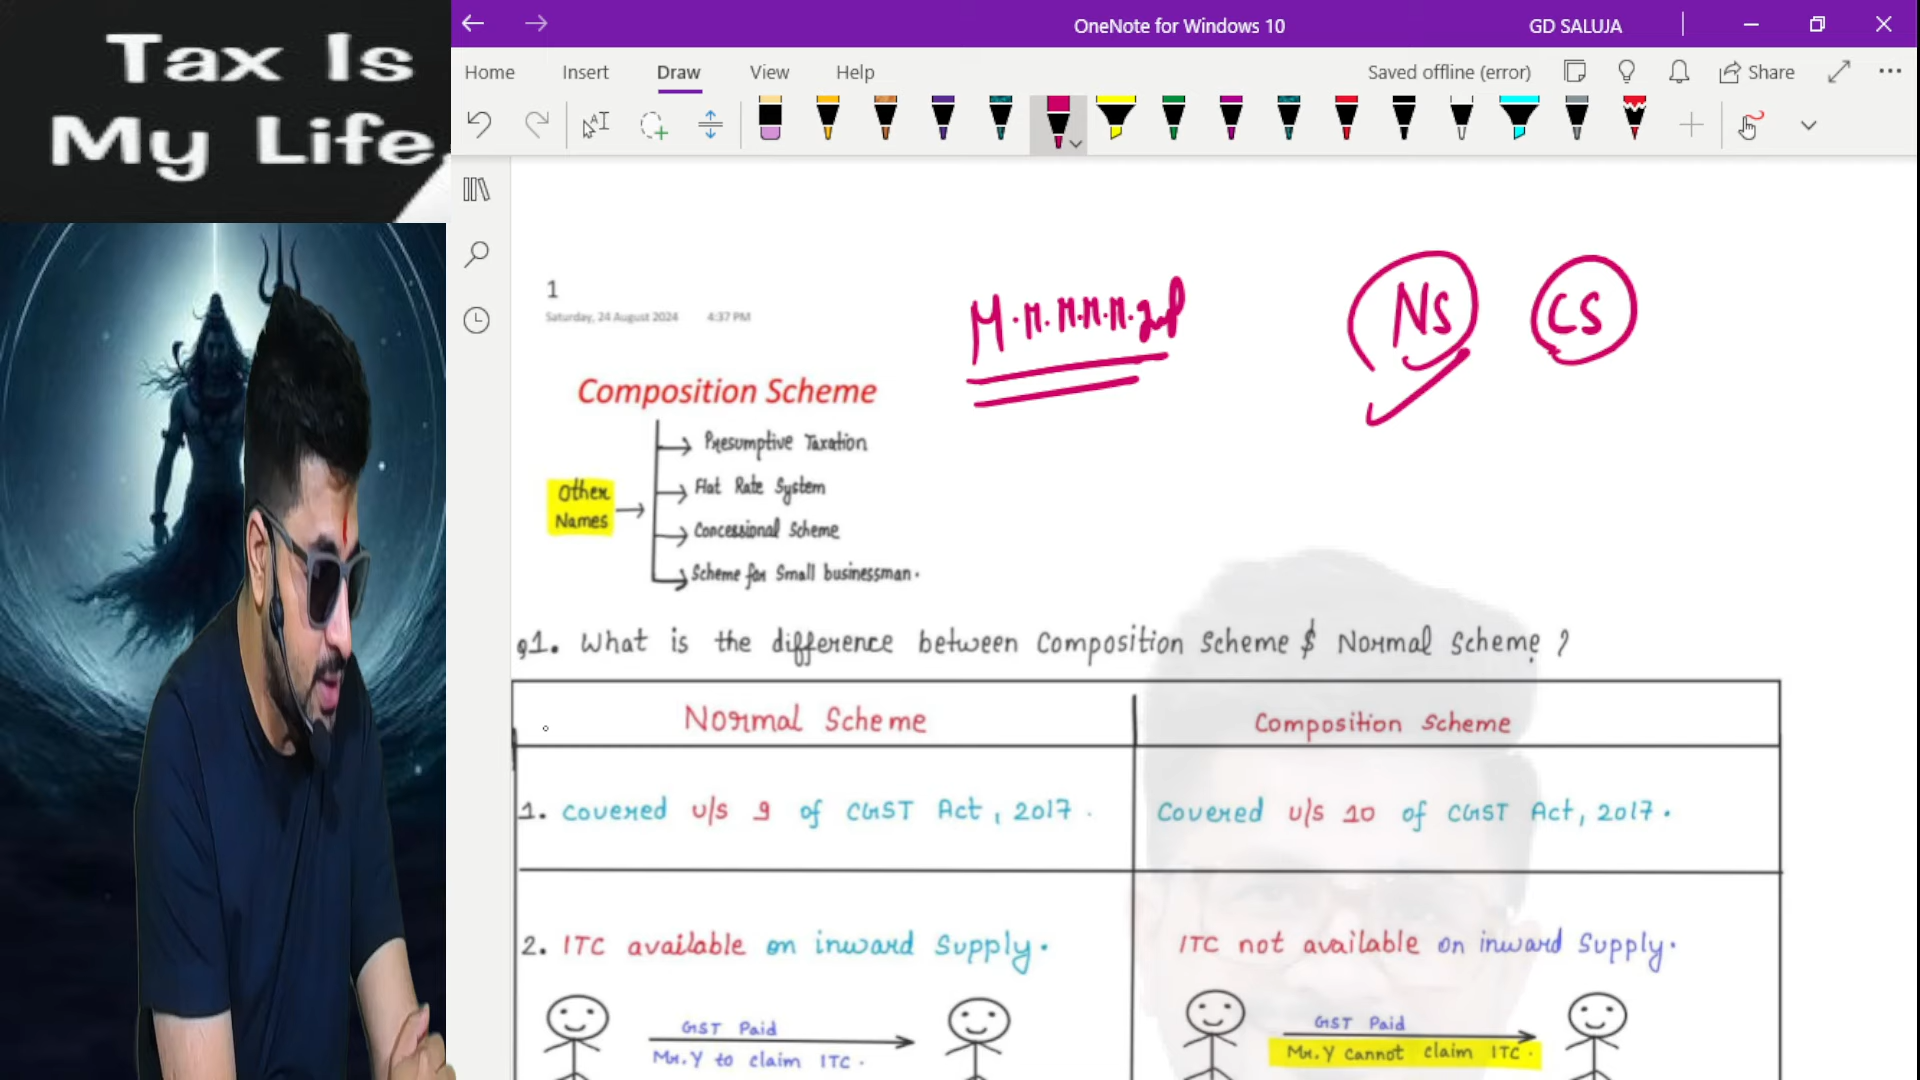 Tax Is
My Life.
OneNote for Windows 10
GD SALUJA
Home Insert Draw View Help
Saved offline (error)
Share
1
Saturday, 24 August 2024 4:37 PM
M.M.M.M.M.
NS
CS
Composition Scheme
Other
Names
Presumptive Taxation
Flat Rate System
Concessional Scheme
Scheme for Small businessman.
Q1. What is the difference between Composition Scheme & Normal Scheme ?
Normal Scheme
Composition Scheme
1. Covered u/s 9 of CGST Act, 2017.
Covered u/s 10 of CGST Act, 2017.
2. ITC available on inward Supply.
ITC not available on inward Supply.
GST Paid
Mr. Y to claim ITC.
GST Paid
Mr. Y cannot claim ITC.